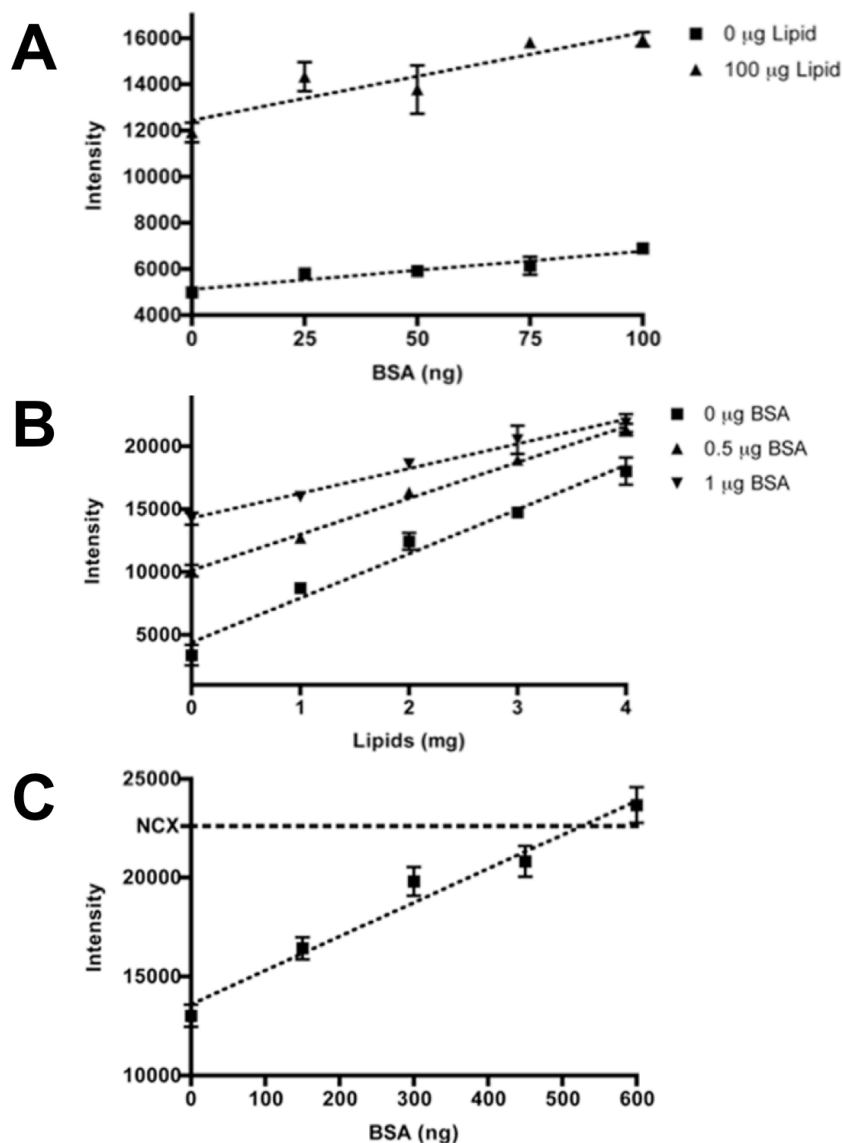 A
16000
14000
12000
10000
8000
6000
4000
Intensity
0
25
50
75
100
BSA (ng)
0 μg Lipid
100 μg Lipid
B
20000
15000
10000
5000
Intensity
0
1
2
3
4
Lipids (mg)
0 μg BSA
0.5 μg BSA
1 μg BSA
C
25000
NCX
20000
15000
10000
Intensity
0
100
200
300
400
500
600
BSA (ng)